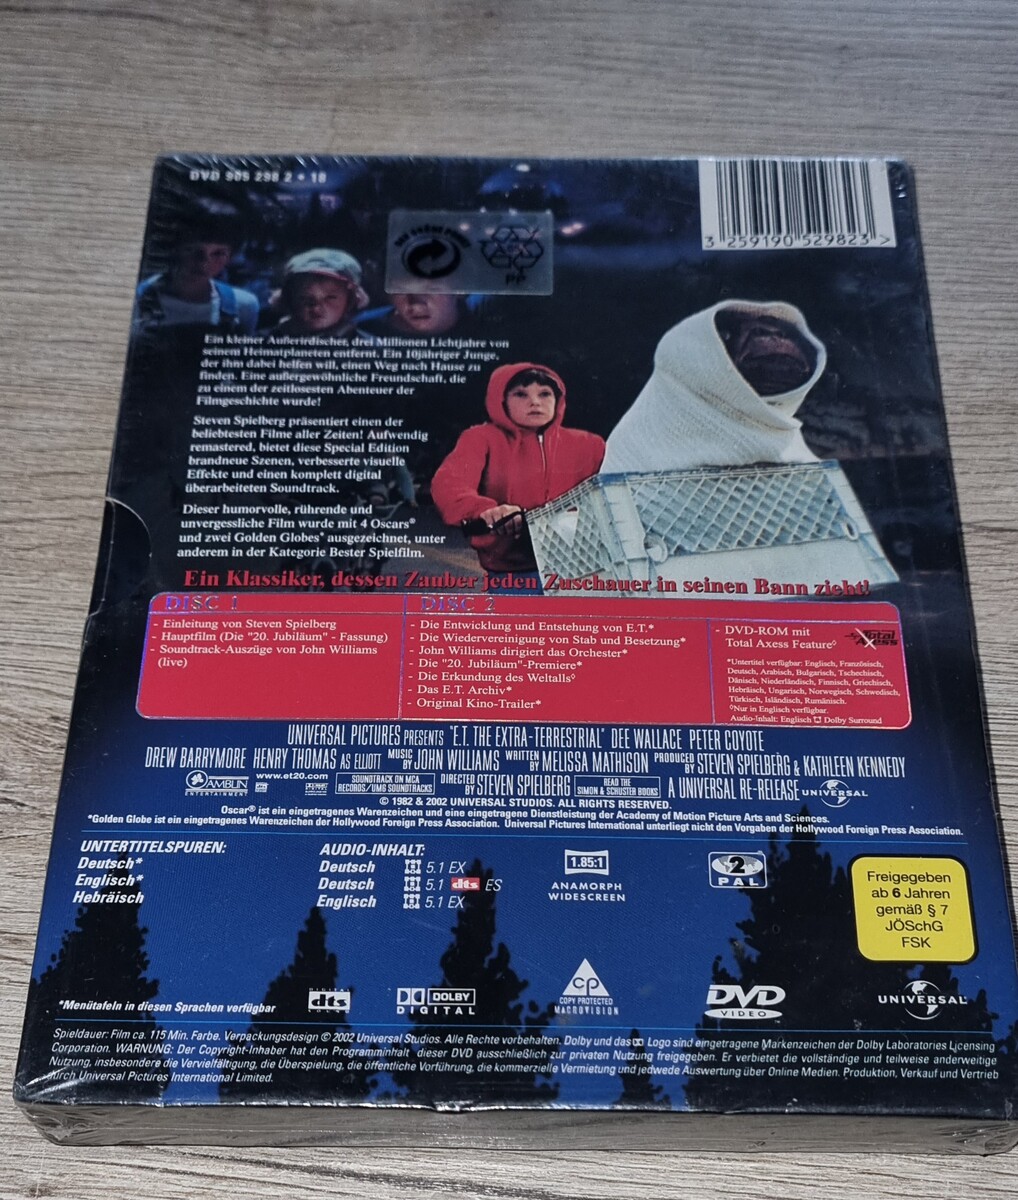 DVD 905 298 2 • 18
3 259190 529823 >
PP
Ein kleiner Außerirdischer, drei Millionen Lichtjahre von
seinem Heimatplaneten entfernt. Ein 10jähriger Junge,
der ihm dabei helfen will, einen Weg nach Hause zu
finden. Eine außergewöhnliche Freundschaft, die
zu einem der zeitlosesten Abenteuer der
Filmgeschichte wurde!
Steven Spielberg präsentiert einen der
beliebtesten Filme aller Zeiten! Aufwendig
remastered, bietet diese Special Edition
brandneue Szenen, verbesserte visuelle
Effekte und einen komplett digital
überarbeiteten Soundtrack.
Dieser humorvolle, rührende und
unvergessliche Film wurde mit 4 Oscars®
und zwei Golden Globes* ausgezeichnet, unter
anderem in der Kategorie Bester Spielfilm.
Ein Klassiker, dessen Zauber jeden Zuschauer in seinen Bann zieht!
DISC 1
- Einleitung von Steven Spielberg
- Hauptfilm (Die "20. Jubiläum" - Fassung)
- Soundtrack-Auszüge von John Williams
(live)
DISC 2
- Die Entwicklung und Entstehung von E.T.*
- Die Wiedervereinigung von Stab und Besetzung*
- John Williams dirigiert das Orchester*
- Die "20. Jubiläum"-Premiere*
- Die Erkundung des Weltalls◊
- Das E.T. Archiv*
- Original Kino-Trailer*
- DVD-ROM mit
Total Axess Feature◊
Total Axess
*Untertitel verfügbar: Englisch, Französisch,
Deutsch, Arabisch, Bulgarisch, Tschechisch,
Dänisch, Niederländisch, Finnisch, Griechisch,
Hebräisch, Ungarisch, Norwegisch, Schwedisch,
Türkisch, Isländisch, Rumänisch.
◊Nur in Englisch verfügbar.
Audio-Inhalt: Englisch Dolby Surround
UNIVERSAL PICTURES PRESENTS "E.T. THE EXTRA-TERRESTRIAL" DEE WALLACE PETER COYOTE
DREW BARRYMORE HENRY THOMAS AS ELLIOTT MUSIC BY JOHN WILLIAMS WRITTEN BY MELISSA MATHISON PRODUCED BY STEVEN SPIELBERG & KATHLEEN KENNEDY
AMBLIN ENTERTAINMENT www.et20.com SOUNDTRACK ON MCA RECORDS/UMG SOUNDTRACKS DIRECTED BY STEVEN SPIELBERG READ THE SIMON & SCHUSTER BOOKS A UNIVERSAL RE-RELEASE UNIVERSAL
© 1982 & 2002 UNIVERSAL STUDIOS. ALL RIGHTS RESERVED.
Oscar® ist ein eingetragenes Warenzeichen und eine eingetragene Dienstleistung der Academy of Motion Picture Arts and Sciences.
*Golden Globe ist ein eingetragenes Warenzeichen der Hollywood Foreign Press Association. Universal Pictures International unterliegt nicht den Vorgaben der Hollywood Foreign Press Association.
UNTERTITELSPUREN:
Deutsch*
Englisch*
Hebräisch
AUDIO-INHALT:
Deutsch 5.1 EX
Deutsch 5.1 dts ES
Englisch 5.1 EX
1.85:1
ANAMORPH
WIDESCREEN
2
PAL
Freigegeben
ab 6 Jahren
gemäß § 7
JÖSchG
FSK
*Menütafeln in diesen Sprachen verfügbar
dts
DOLBY
DIGITAL
CP
COPY PROTECTED
MACROVISION
DVD
VIDEO
UNIVERSAL
Spieldauer: Film ca. 115 Min. Farbe. Verpackungsdesign © 2002 Universal Studios. Alle Rechte vorbehalten. Dolby und das Logo sind eingetragene Markenzeichen der Dolby Laboratories Licensing
Corporation. WARNUNG: Der Copyright-Inhaber hat den Programminhalt dieser DVD ausschließlich zur privaten Nutzung freigegeben. Er verbietet die vollständige und teilweise anderweitige
Nutzung, insbesondere die Vervielfältigung, die Überspielung, die öffentliche Vorführung, die kommerzielle Vermietung und jedwede Auswertung über Online Medien. Produktion, Verkauf und Vertrieb
durch Universal Pictures International Limited.